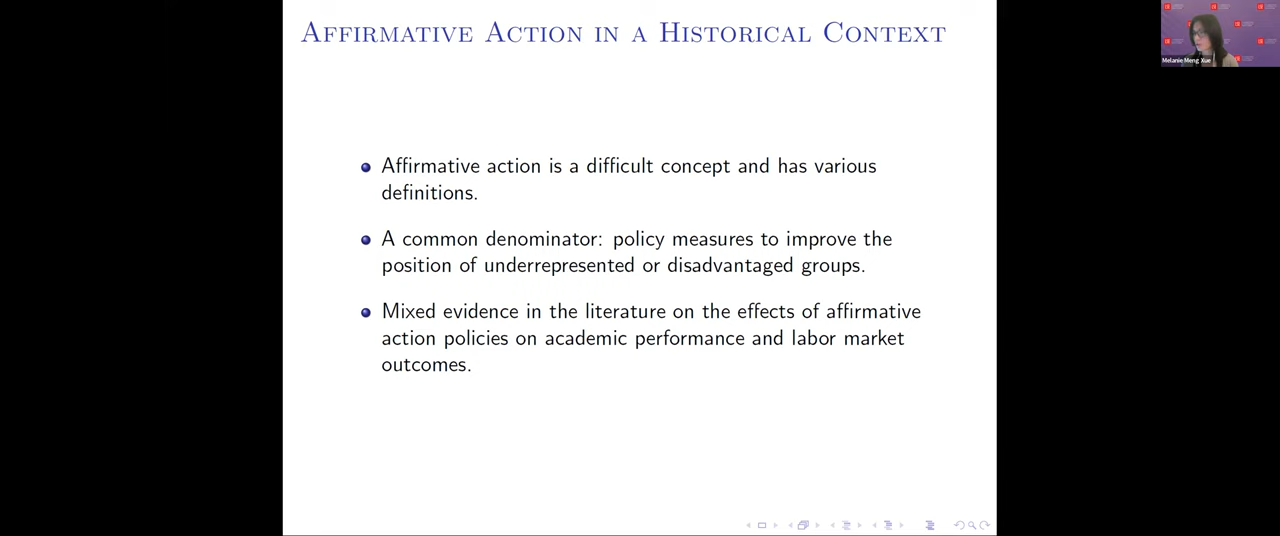 AFFIRMATIVE ACTION IN A HISTORICAL CONTEXT
Affirmative action is a difficult concept and has various
definitions.
A common denominator: policy measures to improve the
position of underrepresented or disadvantaged groups.
Mixed evidence in the literature on the effects of affirmative
action policies on academic performance and labor market
outcomes.
Melanie Meng Xue